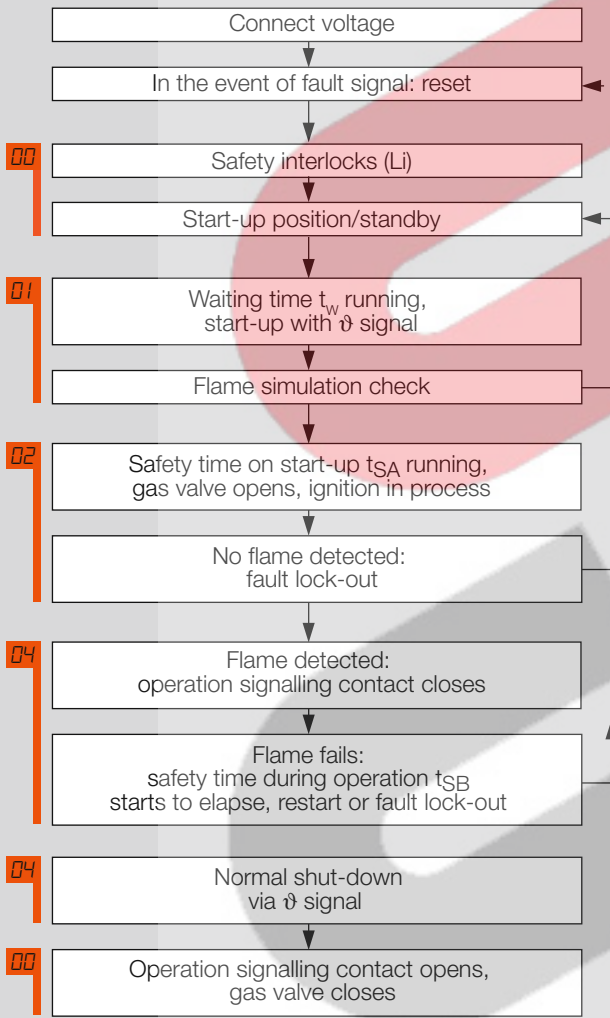 Connect voltage
In the event of fault signal: reset
00
Safety interlocks (Li)
Start-up position/standby
01
Waiting time tw running,
start-up with ϑ signal
Flame simulation check
02
Safety time on start-up tSA running,
gas valve opens, ignition in process
No flame detected:
fault lock-out
04
Flame detected:
operation signalling contact closes
Flame fails:
safety time during operation tSB
starts to elapse, restart or fault lock-out
04
Normal shut-down
via ϑ signal
00
Operation signalling contact opens,
gas valve closes